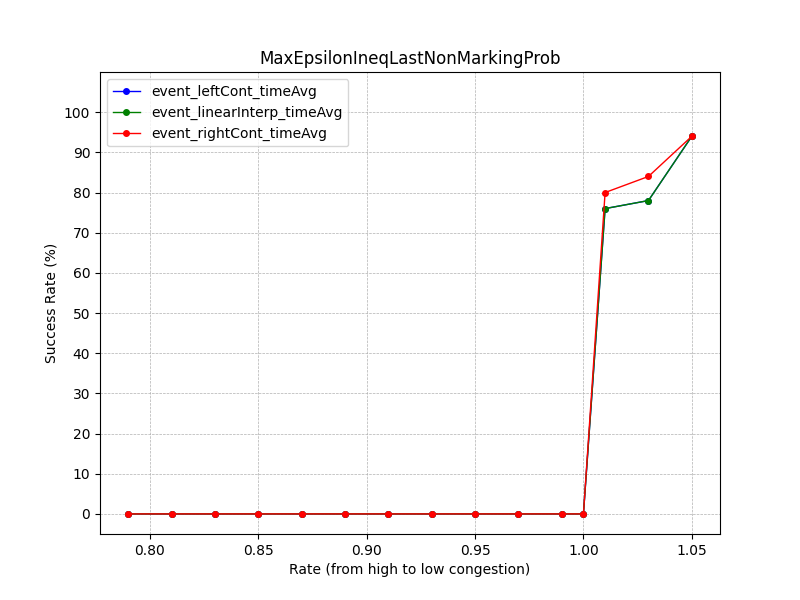 MaxEpsilonIneqLastNonMarkingProb
event_leftCont_timeAvg
event_linearInterp_timeAvg
event_rightCont_timeAvg
100
90
80
70
60
50
40
30
20
10
0
Success Rate (%)
0.80 0.85 0.90 0.95 1.00 1.05
Rate (from high to low congestion)